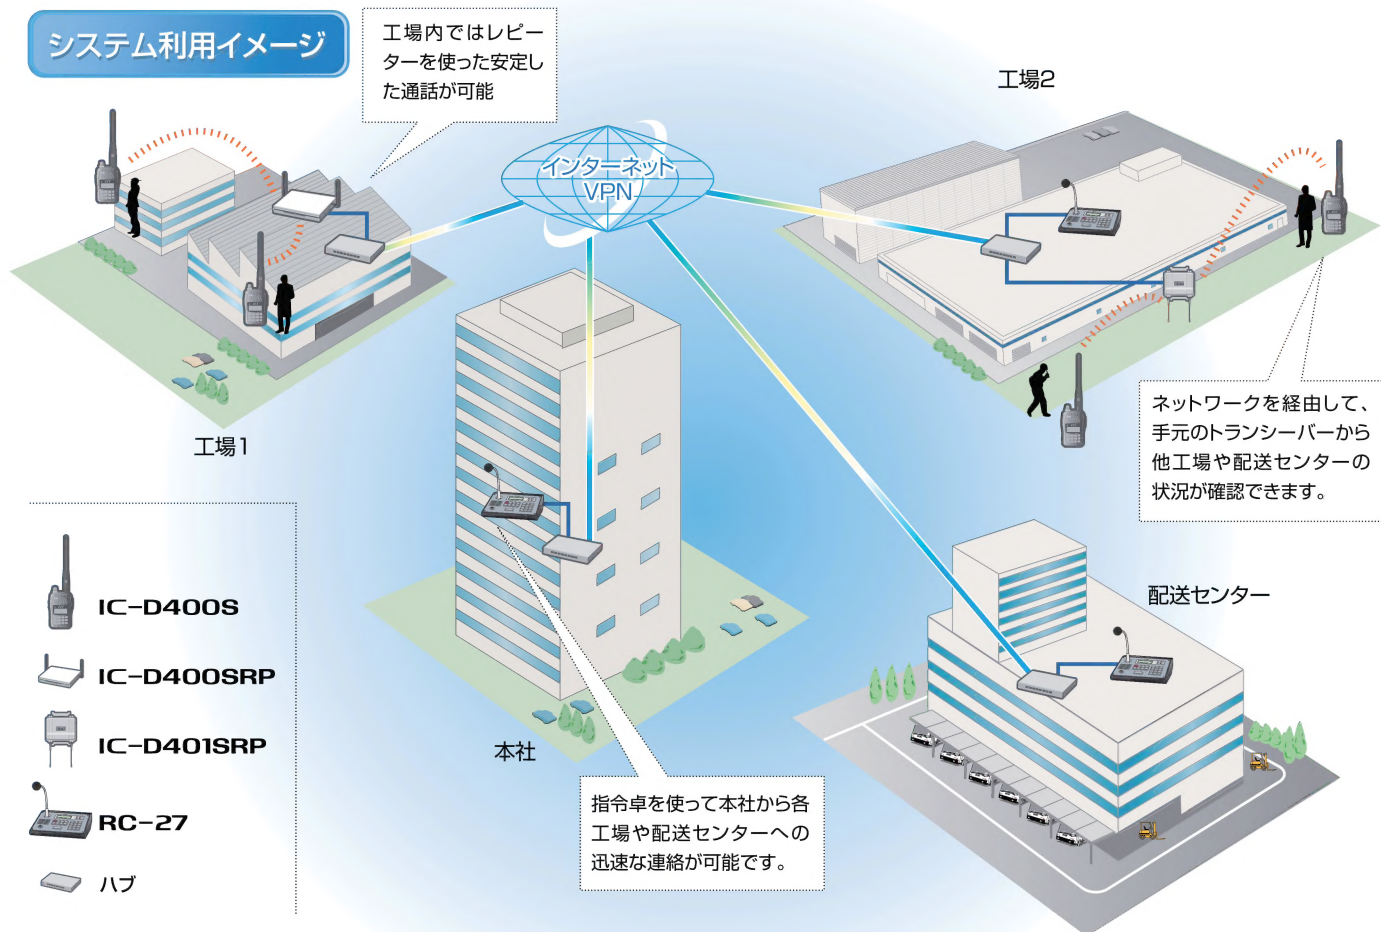 システム利用イメージ
工場内ではレピー
ターを使った安定し
た通話が可能
工場2
インターネット
VPN
工場1
ネットワークを経由して、
手元のトランシーバーから
他工場や配送センターの
状況が確認できます。
IC-D400S
IC-D400SRP
IC-D401SRP
RC-27
ハブ
配送センター
本社
指令卓を使って本社から各
工場や配送センターへの
迅速な連絡が可能です。